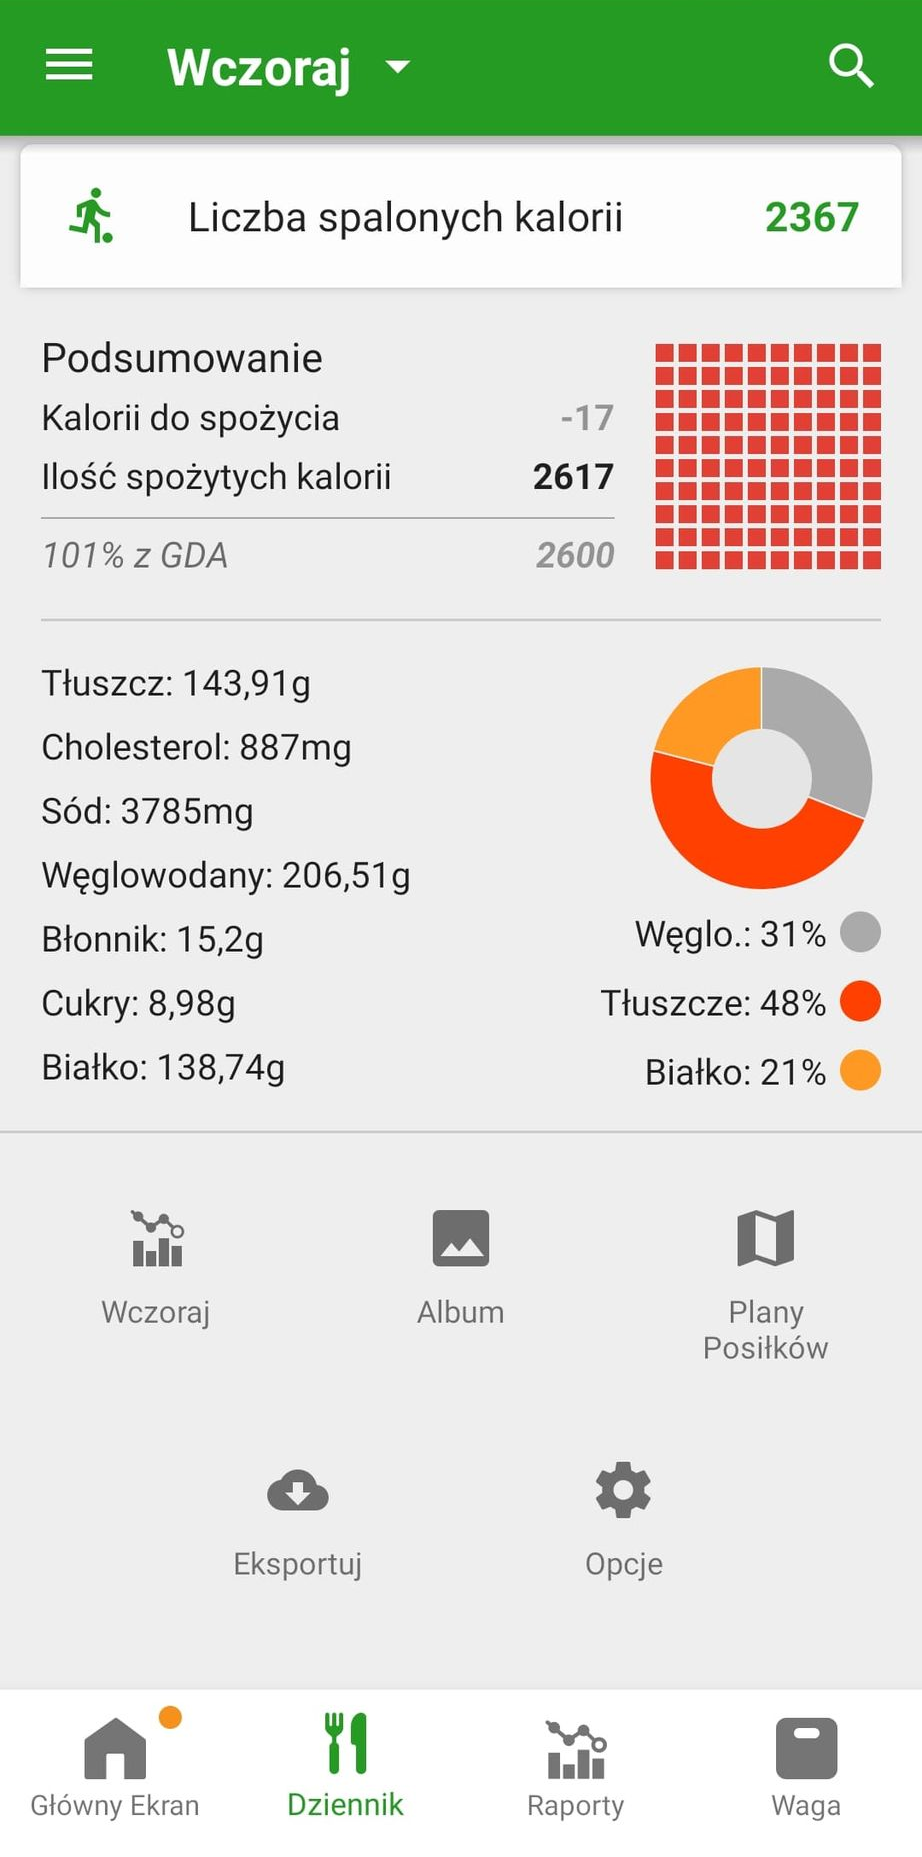 Wczoraj
Liczba spalonych kalorii 2367
Podsumowanie
Kalorii do spożycia -17
Ilość spożytych kalorii 2617
101% z GDA 2600
Tłuszcz: 143,91g
Cholesterol: 887mg
Sód: 3785mg
Węglowodany: 206,51g
Błonnik: 15,2g
Cukry: 8,98g
Białko: 138,74g
Węglo.: 31%
Tłuszcze: 48%
Białko: 21%
Wczoraj
Album
Plany
Posiłków
Eksportuj
Opcje
Główny Ekran
Dziennik
Raporty
Waga